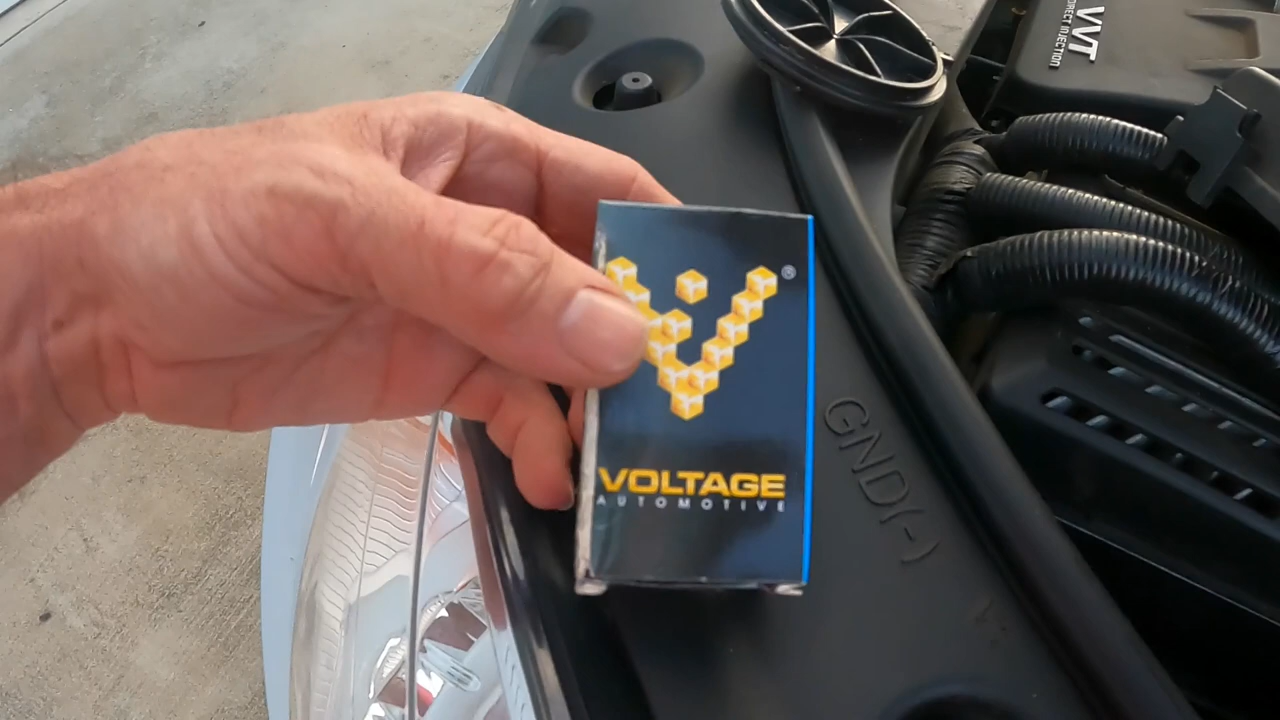 VVT
DIRECT INJECTION
®
VOLTAGE
AUTOMOTIVE
GND(-)